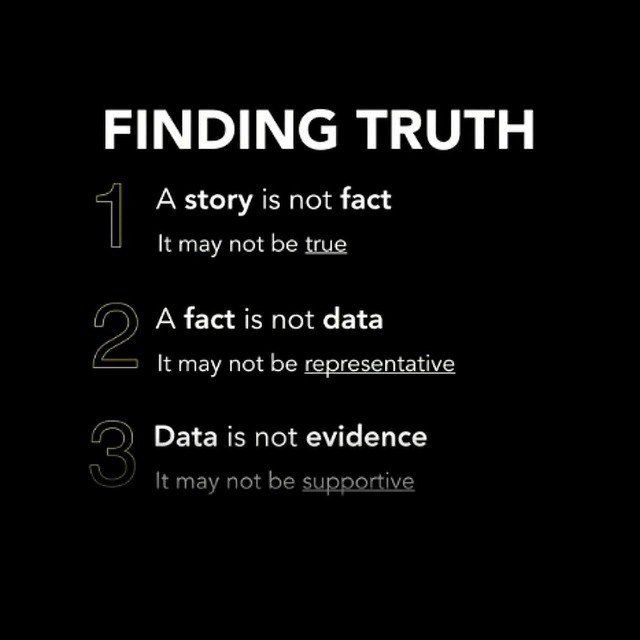 FINDING TRUTH
1
A story is not fact
It may not be true
2
A fact is not data
It may not be representative
3
Data is not evidence
It may not be supportive